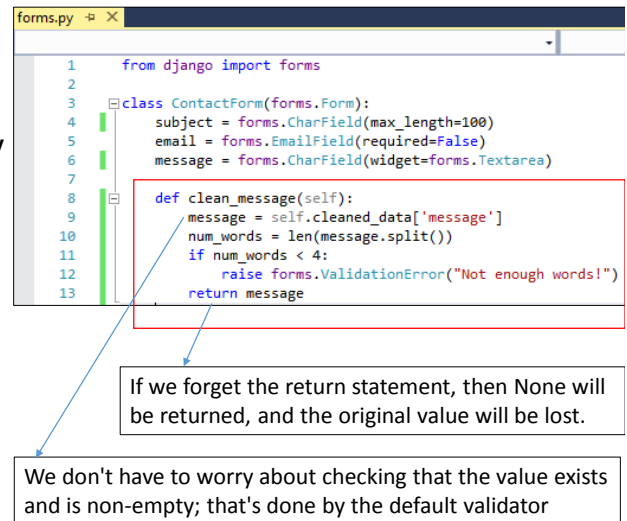 forms.py
1 from django import forms
2
3 class ContactForm(forms.Form):
4     subject = forms.CharField(max_length=100)
5     email = forms.EmailField(required=False)
6     message = forms.CharField(widget=forms.Textarea)
7
8     def clean_message(self):
9         message = self.cleaned_data['message']
10         num_words = len(message.split())
11         if num_words < 4:
12             raise forms.ValidationError("Not enough words!")
13         return message
If we forget the return statement, then None will
be returned, and the original value will be lost.
We don't have to worry about checking that the value exists
and is non-empty; that's done by the default validator